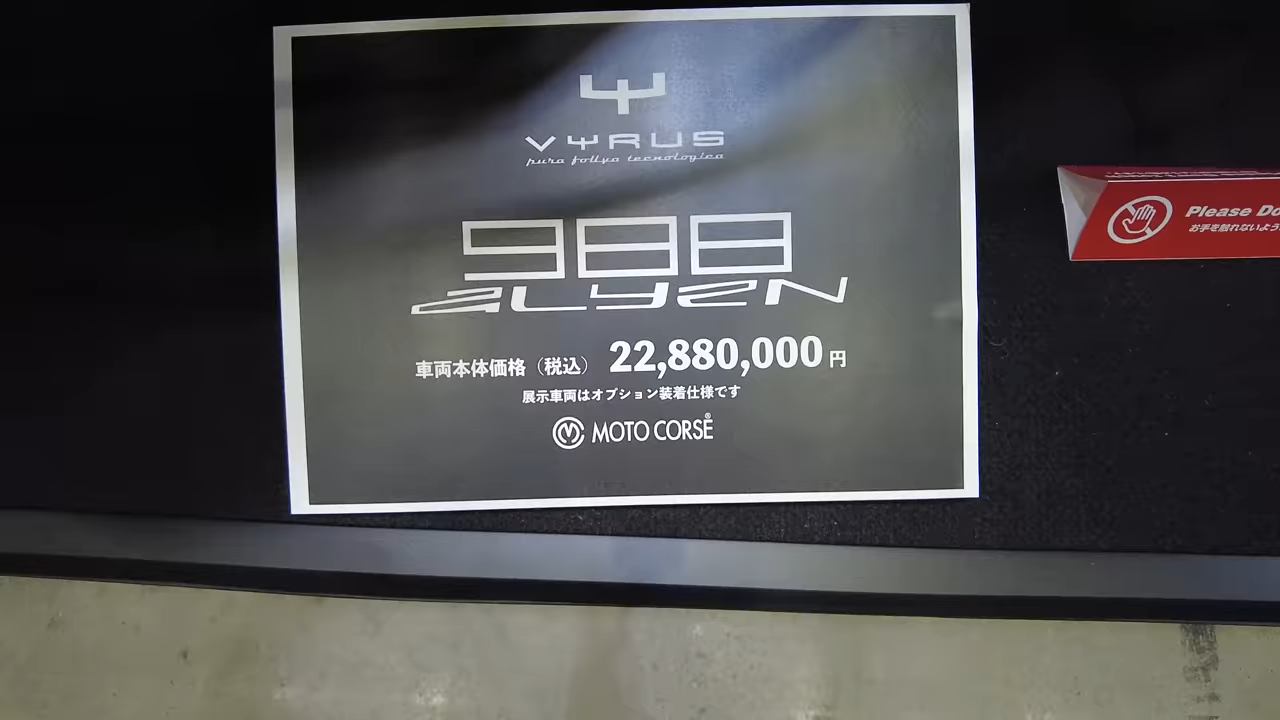 VYRUS
pura follya tecnologica
988
ALYEN
車両本体価格（税込） 22,880,000円
展示車両はオプション装着仕様です
MOTO CORSE®
Please Do
お手を触れないよう